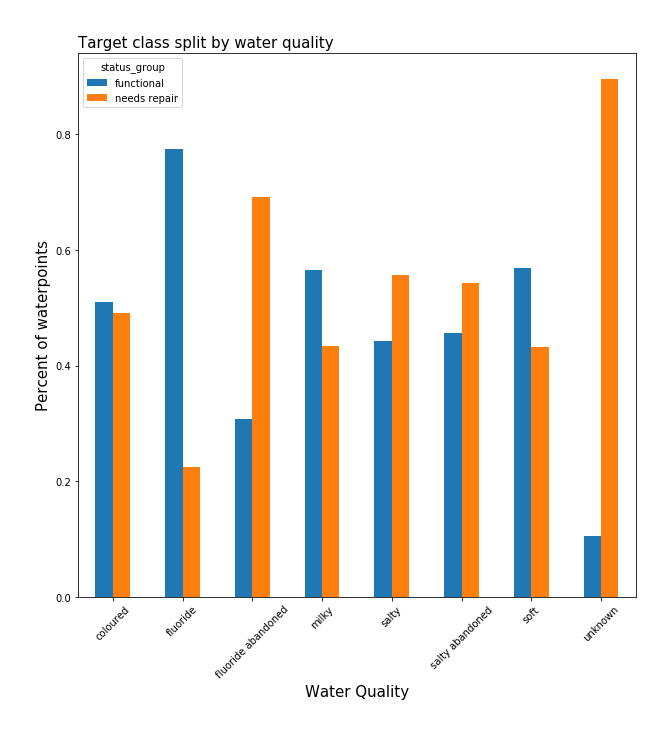 Target class split by water quality
status_group
functional
needs repair
Percent of waterpoints
0.8
0.6
0.4
0.2
0.0
coloured
fluoride
fluoride abandoned
milky
salty
salty abandoned
soft
unknown
Water Quality